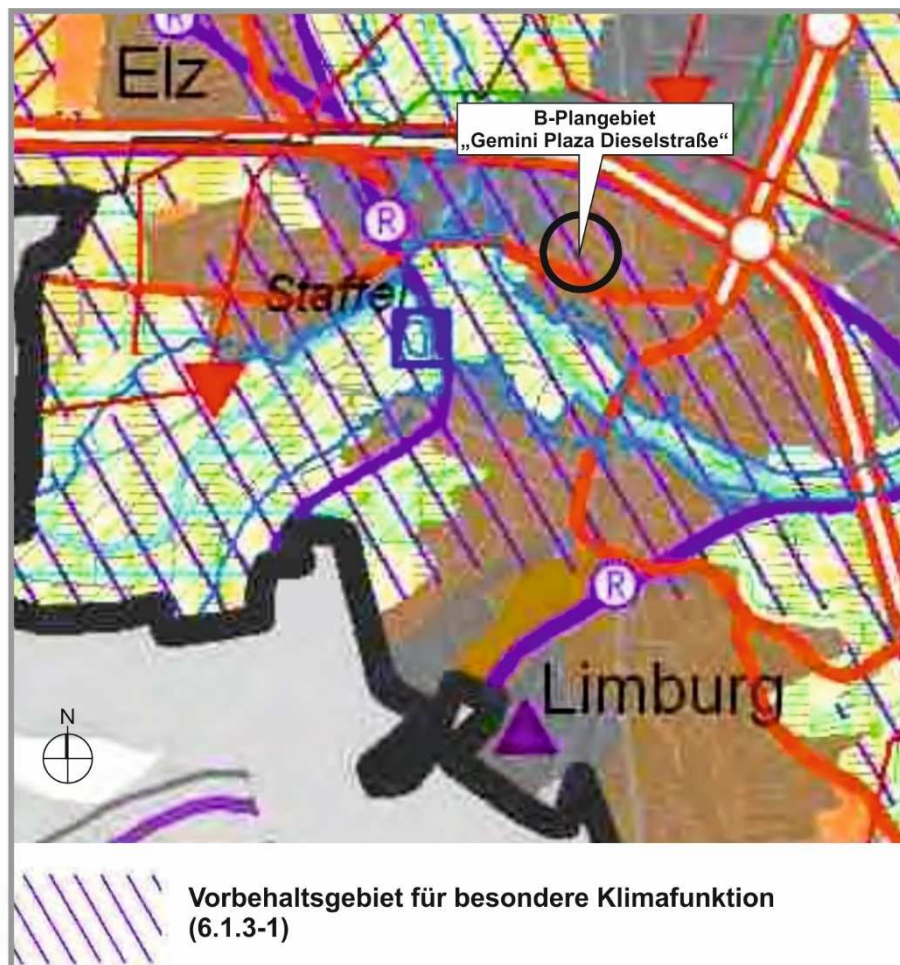 R
Elz
B-Plangebiet
„Gemini Plaza Dieselstraße“
R
Staffel
R
Limburg
N
Vorbehaltsgebiet für besondere Klimafunktion
(6.1.3-1)